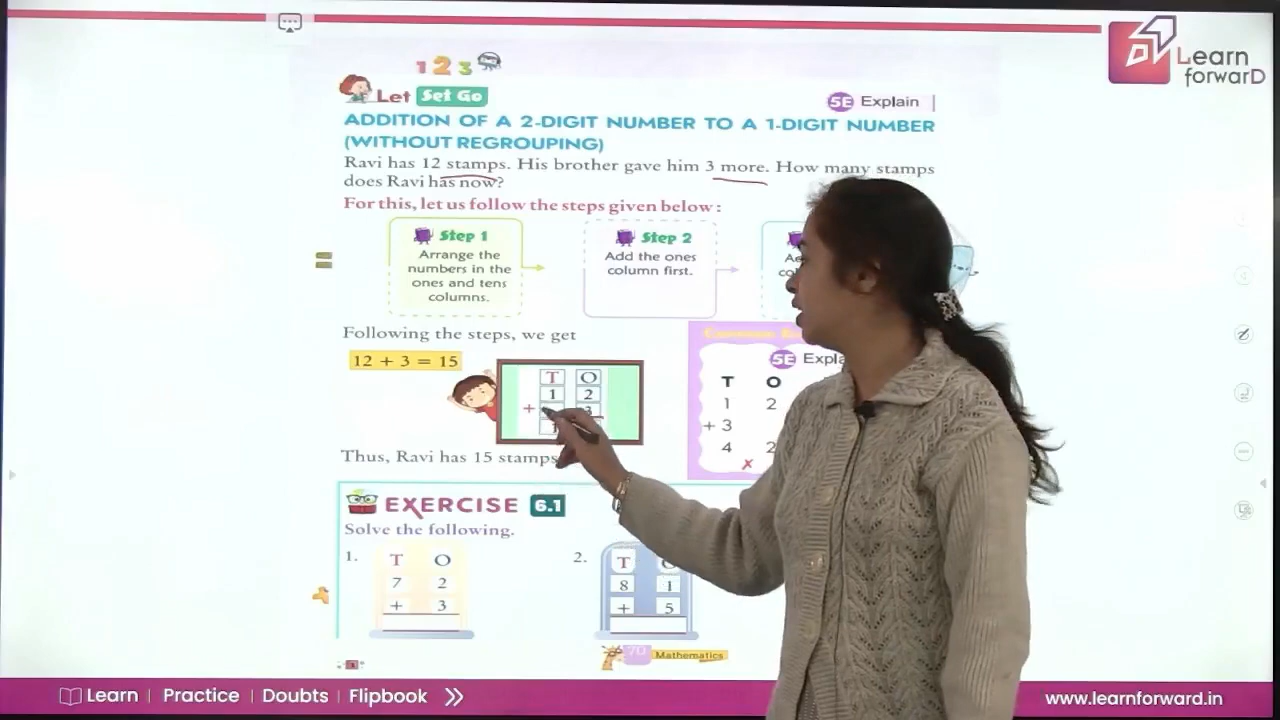 Learn
forwarD
1 2 3
Let Set Go
5E Explain
ADDITION OF A 2-DIGIT NUMBER TO A 1-DIGIT NUMBER
(WITHOUT REGROUPING)
Ravi has 12 stamps. His brother gave him 3 more. How many stamps
does Ravi has now?
For this, let us follow the steps given below :
Step 1
Arrange the
numbers in the
ones and tens
columns.
Step 2
Add the ones
column first.
Following the steps, we get
12 + 3 = 15
T O
1 2
+ 3
1
5E
T O
1 2
+ 3
4 2
✗
Thus, Ravi has 15 stamps
EXERCISE 6.1
Solve the following.
1.
T O
7 2
+ 3
2.
T
8 1
+ 5
70 Mathematics
Learn | Practice | Doubts | Flipbook
www.learnforward.in